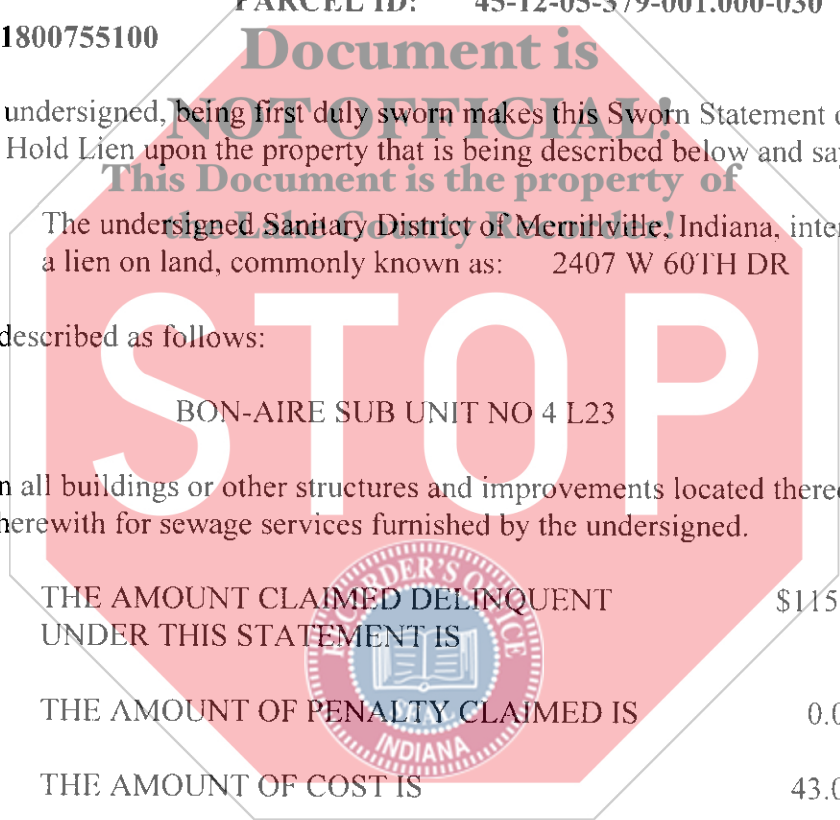 PARCEL ID: 45-12-05-379-001.000-030
1800755100
Document is
NOT OFFICIAL!
This Document is the property of
the Lake County Recorder!
undersigned, being first duly sworn makes this Sworn Statement
Hold Lien upon the property that is being described below and say
The undersigned Sanitary District of Merrillville, Indiana, inter
a lien on land, commonly known as: 2407 W 60TH DR
described as follows:
BON-AIRE SUB UNIT NO 4 L23
n all buildings or other structures and improvements located there
herewith for sewage services furnished by the undersigned.
THE AMOUNT CLAIMED DELINQUENT $115
UNDER THIS STATEMENT IS
THE AMOUNT OF PENALTY CLAIMED IS 0.0
THE AMOUNT OF COST IS 43.0
STOP
RECORDER'S OFFICE
SEAL
INDIANA